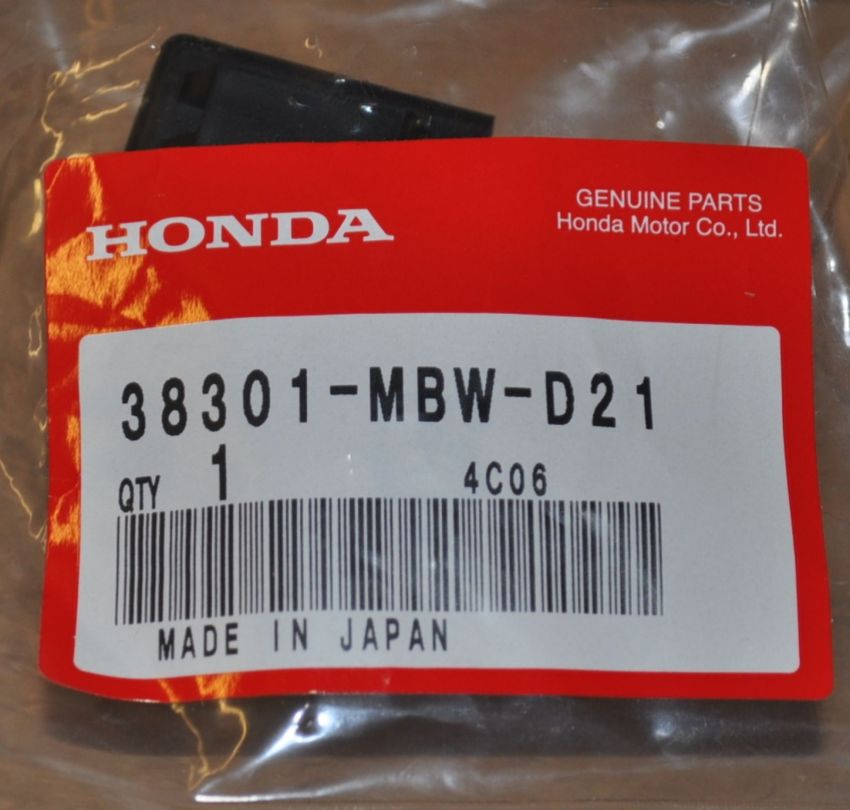 HONDA
GENUINE PARTS
Honda Motor Co., Ltd.
38301-MBW-D21
QTY 1 4C06
MADE IN JAPAN